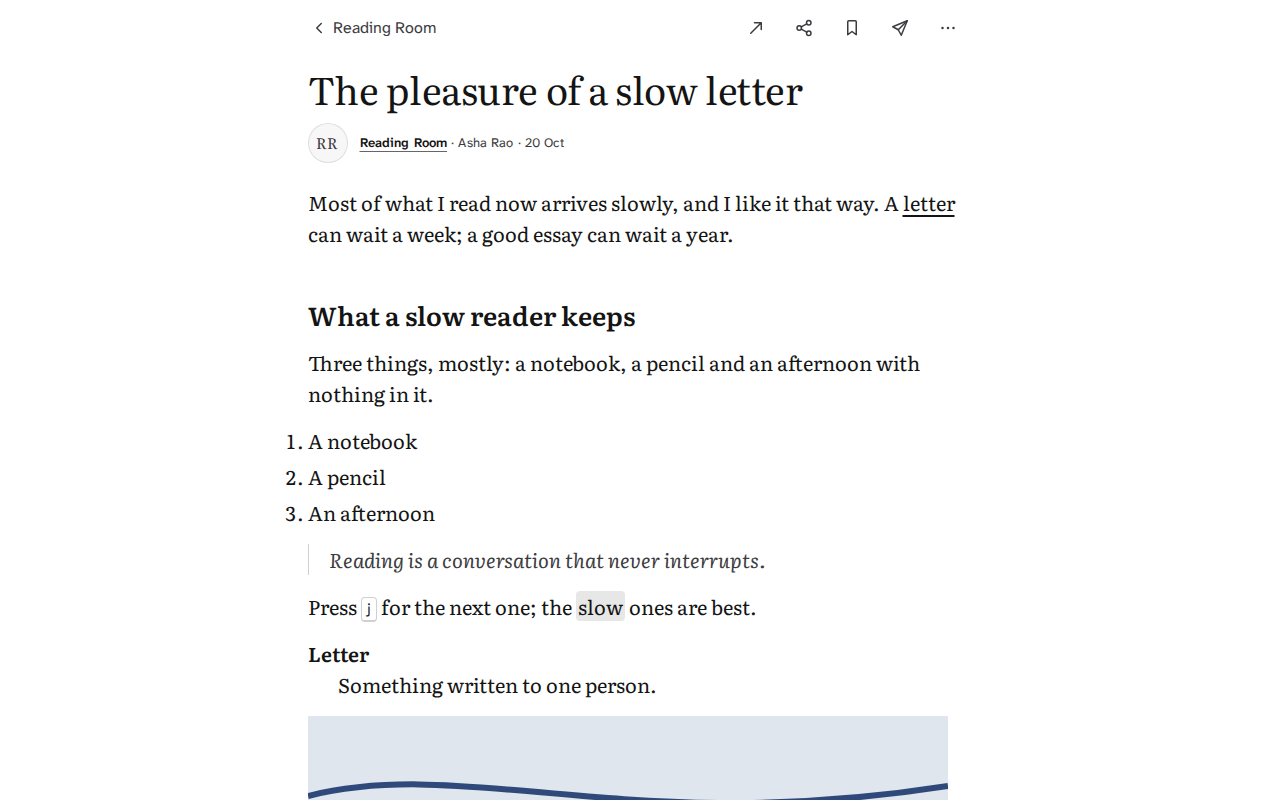 Reading Room
The pleasure of a slow letter
RR
Reading Room · Asha Rao · 20 Oct
Most of what I read now arrives slowly, and I like it that way. A letter
can wait a week; a good essay can wait a year.
What a slow reader keeps
Three things, mostly: a notebook, a pencil and an afternoon with
nothing in it.
1. A notebook
2. A pencil
3. An afternoon
Reading is a conversation that never interrupts.
Press j for the next one; the slow ones are best.
Letter
Something written to one person.